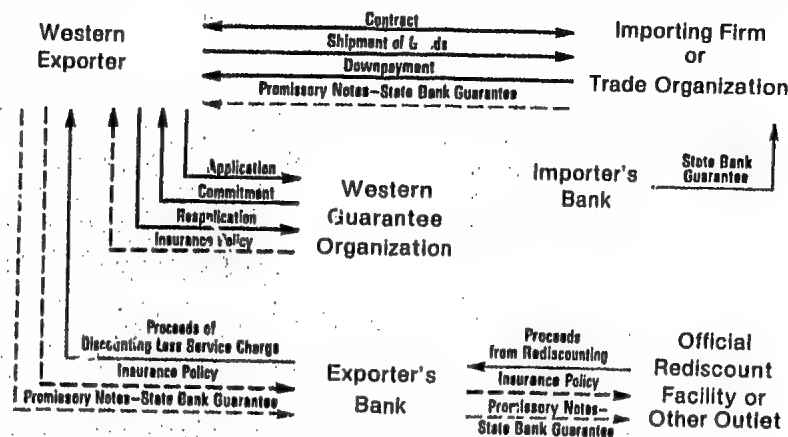 Western
Exporter
Contract
Shipment of G  ds
Downpayment
Promissory Notes–State Bank Guarantee
Importing Firm
or
Trade Organization
Application
Commitment
Reapplication
Insurance Policy
Western
Guarantee
Organization
Importer's
Bank
State Bank
Guarantee
Proceeds of
Discounting Less Service Charge
Insurance Policy
Promissory Notes–State Bank Guarantee
Exporter's
Bank
Proceeds
from Rediscounting
Insurance Policy
Promissory Notes–
State Bank Guarantee
Official
Rediscount
Facility or
Other Outlet